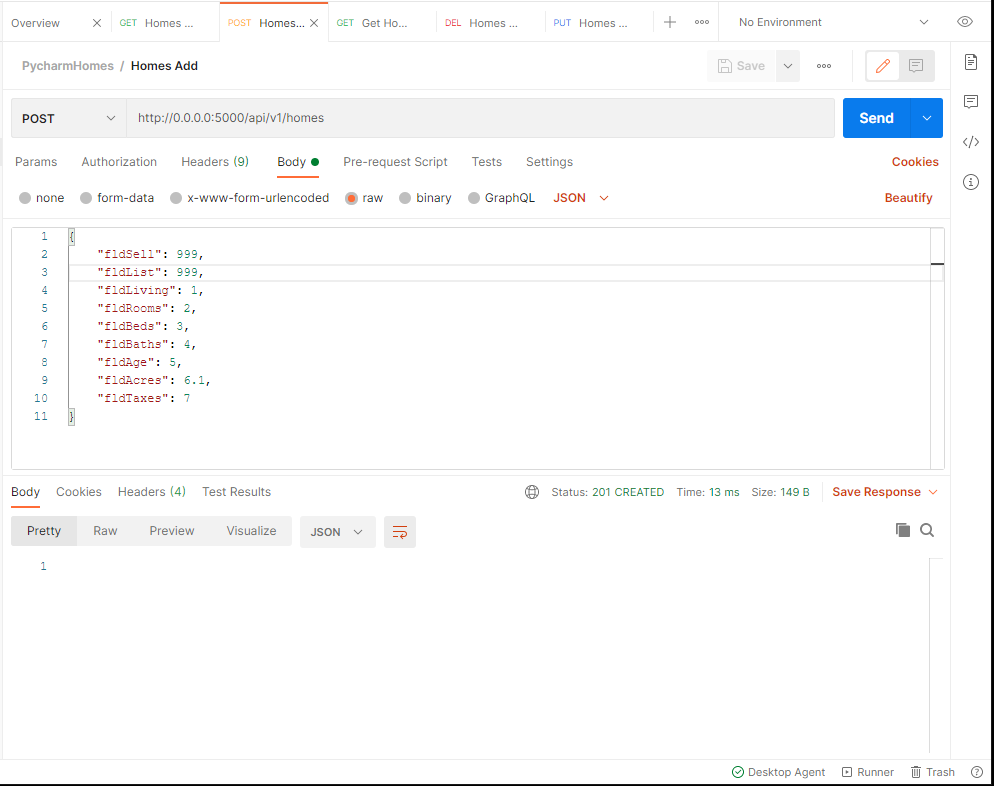 Overview GET Homes ... POST Homes... GET Get Ho... DEL Homes ... PUT Homes ... No Environment
PycharmHomes / Homes Add Save
POST http://0.0.0.0:5000/api/v1/homes Send
Params Authorization Headers (9) Body Pre-request Script Tests Settings Cookies
none form-data x-www-form-urlencoded raw binary GraphQL JSON Beautify
1 {
2 "fldSell": 999,
3 "fldList": 999,
4 "fldLiving": 1,
5 "fldRooms": 2,
6 "fldBeds": 3,
7 "fldBaths": 4,
8 "fldAge": 5,
9 "fldAcres": 6.1,
10 "fldTaxes": 7
11 }
Body Cookies Headers (4) Test Results Status: 201 CREATED Time: 13 ms Size: 149 B Save Response
Pretty Raw Preview Visualize JSON
1
Desktop Agent Runner Trash